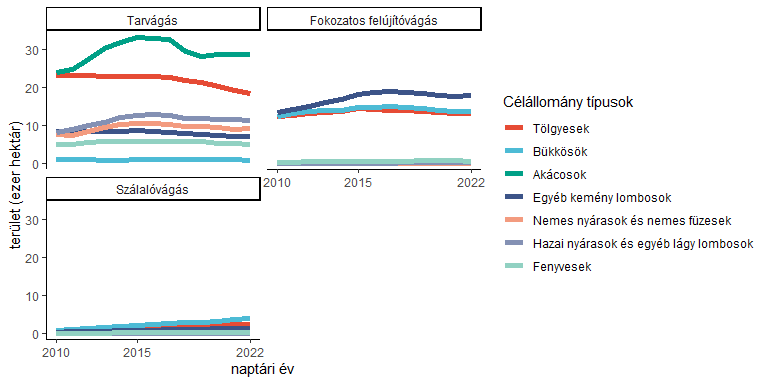 Tarvágás
Fokozatos felújítóvágás
30
20
10
0
2010
2015
2022
Szálalóvágás
30
20
10
0
2010
2015
2022
terület (ezer hektár)
naptári év
Célállomány típusok
Tölgyesek
Bükkösök
Akácosok
Egyéb kemény lombosok
Nemes nyárasok és nemes füzesek
Hazai nyárasok és egyéb lágy lombosok
Fenyvesek